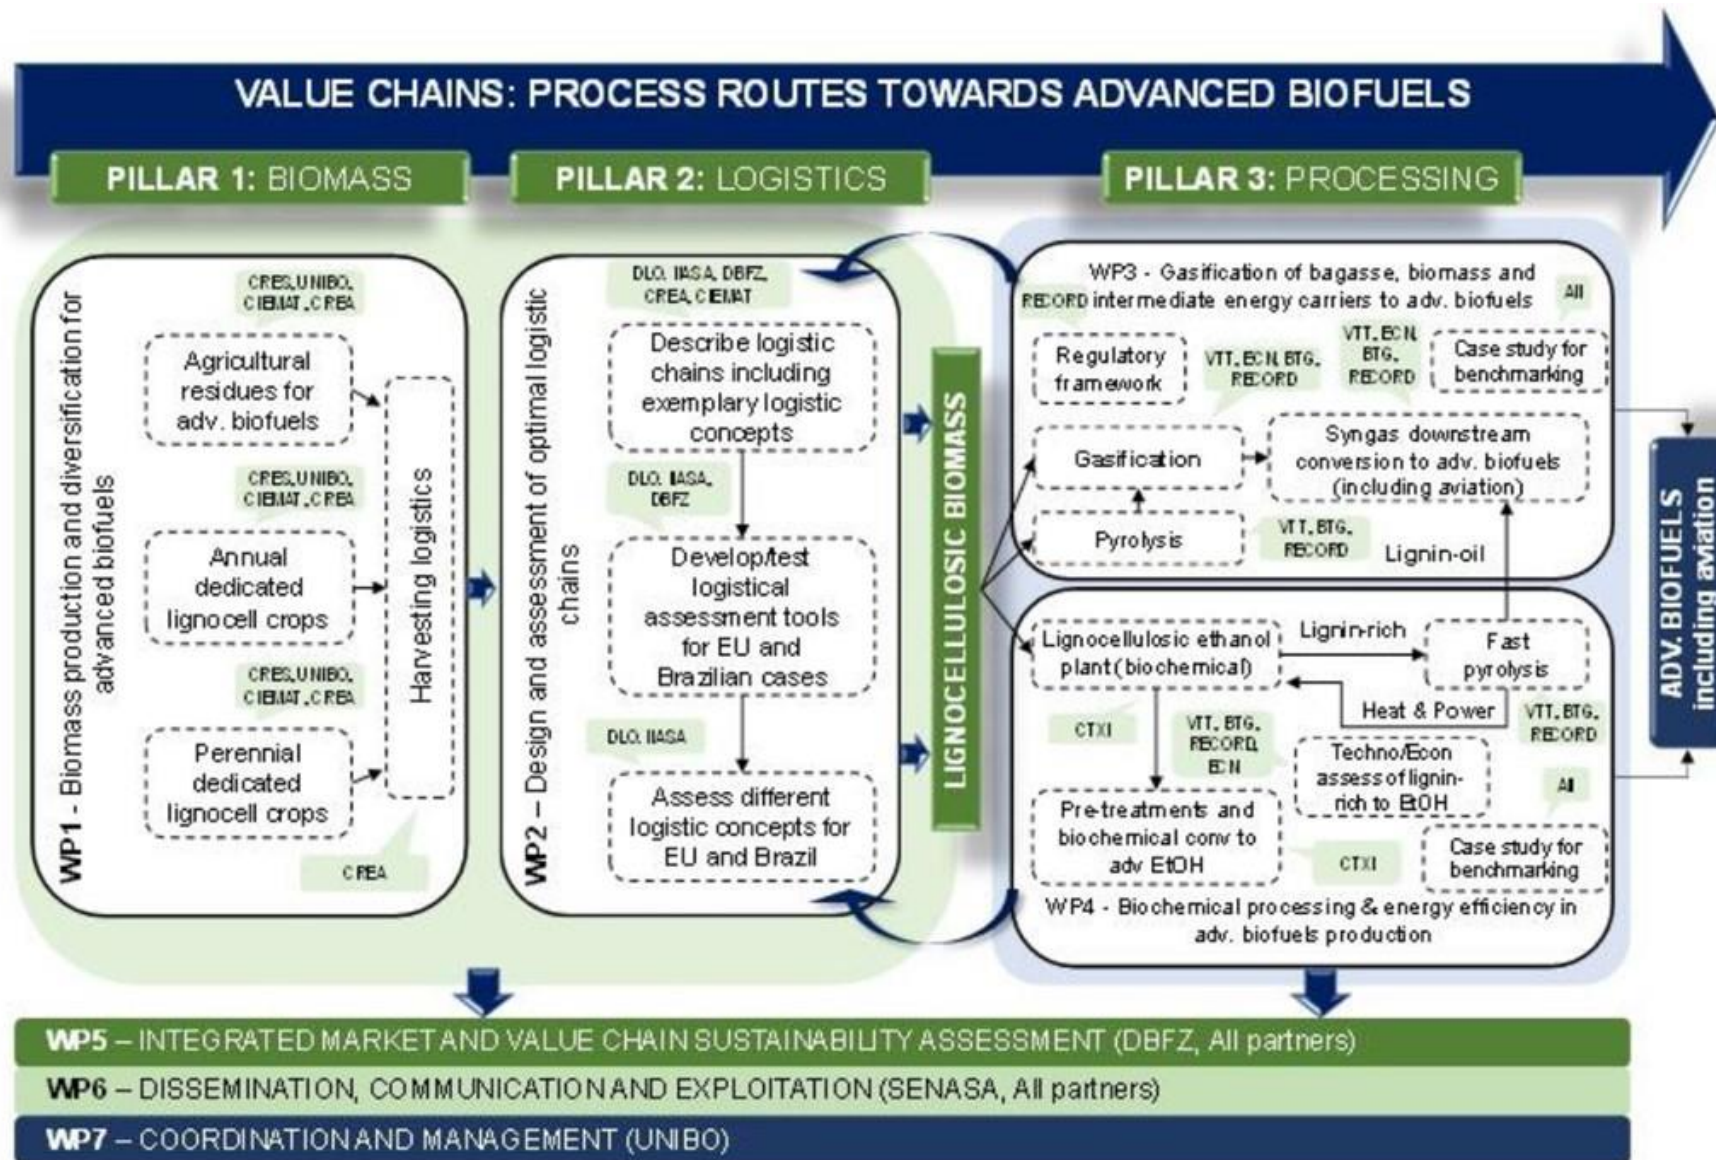 VALUE CHAINS: PROCESS ROUTES TOWARDS ADVANCED BIOFUELS
PILLAR 1: BIOMASS
PILLAR 2: LOGISTICS
PILLAR 3: PROCESSING
WP1 - Biomass production and diversification for
advanced biofuels
CRES,UNIBO,
CIEMAT,CREA
Agricultural
residues for
adv. biofuels
CRES,UNIBO,
CIEMAT,CREA
Annual
dedicated
lignocell crops
CRES,UNIBO,
CIEMAT,CREA
Perennial
dedicated
lignocell crops
Harvesting logistics
CREA
WP2 – Design and assessment of optimal logistic
chains
DLO, IIASA, DBFZ,
CREA, CIEMAT
Describe logistic
chains including
exemplary logistic
concepts
DLO, IIASA,
DBFZ
Develop/test
logistical
assessment tools
for EU and
Brazilian cases
DLO, IIASA
Assess different
logistic concepts for
EU and Brazil
LIGNOCELLULOSIC BIOMASS
WP3 - Gasification of bagasse, biomass and
intermediate energy carriers to adv. biofuels
RECORD
All
Regulatory
framework
VTT, ECN, BTG,
RECORD
VTT, ECN,
BTG,
RECORD
Case study for
benchmarking
Gasification
Syngas downstream
conversion to adv. biofuels
(including aviation)
Pyrolysis
VTT, BTG,
RECORD
Lignin-oil
Lignocellulosic ethanol
plant (biochemical)
Lignin-rich
Fast
pyrolysis
Heat & Power
CTXI
VTT, BTG,
RECORD,
ECN
VTT, BTG,
RECORD
Techno/Econ
assess of lignin-
rich to EtOH
All
Pre-treatments and
biochemical conv to
adv EtOH
CTXI
Case study for
benchmarking
WP4 - Biochemical processing & energy efficiency in
adv. biofuels production
ADV. BIOFUELS
including aviation
WP5 – INTEGRATED MARKET AND VALUE CHAIN SUSTAINABILITY ASSESSMENT (DBFZ, All partners)
WP6 – DISSEMINATION, COMMUNICATION AND EXPLOITATION (SENASA, All partners)
WP7 – COORDINATION AND MANAGEMENT (UNIBO)